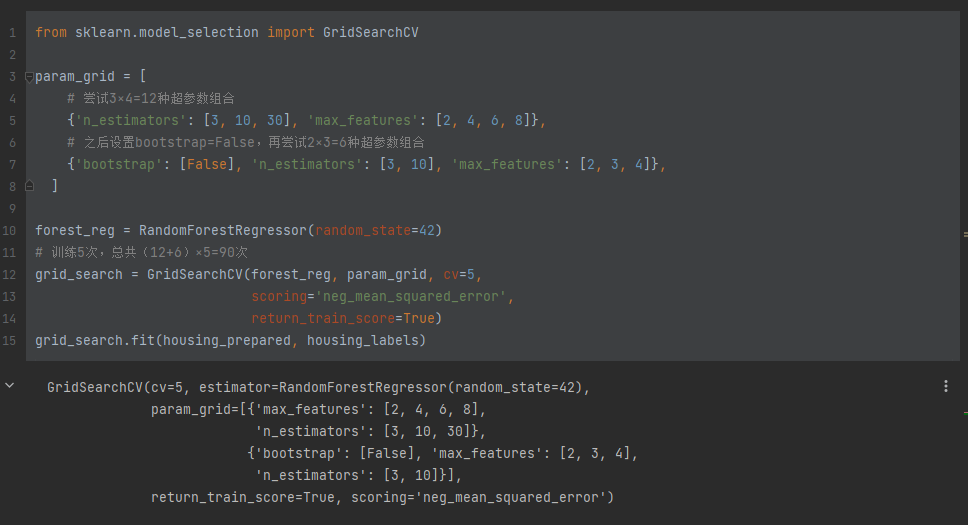 1 from sklearn.model_selection import GridSearchCV
2
3 param_grid = [
4 # 尝试3×4=12种超参数组合
5 {'n_estimators': [3, 10, 30], 'max_features': [2, 4, 6, 8]},
6 # 之后设置bootstrap=False，再尝试2×3=6种超参数组合
7 {'bootstrap': [False], 'n_estimators': [3, 10], 'max_features': [2, 3, 4]},
8 ]
9
10 forest_reg = RandomForestRegressor(random_state=42)
11 # 训练5次，总共（12+6）×5=90次
12 grid_search = GridSearchCV(forest_reg, param_grid, cv=5,
13 scoring='neg_mean_squared_error',
14 return_train_score=True)
15 grid_search.fit(housing_prepared, housing_labels)
GridSearchCV(cv=5, estimator=RandomForestRegressor(random_state=42),
param_grid=[{'max_features': [2, 4, 6, 8],
'n_estimators': [3, 10, 30]},
{'bootstrap': [False], 'max_features': [2, 3, 4],
'n_estimators': [3, 10]}],
return_train_score=True, scoring='neg_mean_squared_error')